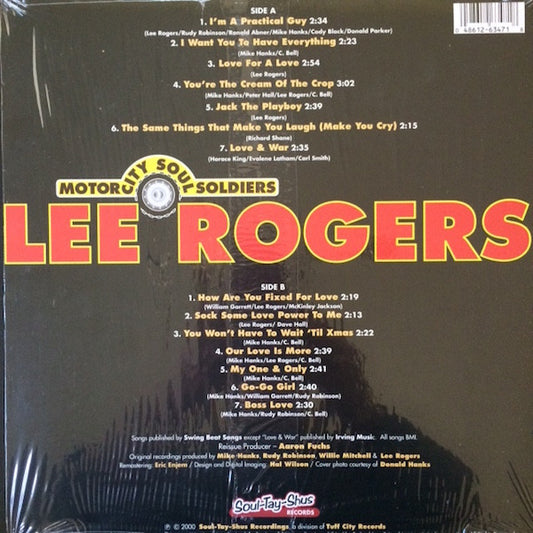 SIDE A
1. I'm A Practical Guy 2:34
(Lee Rogers/Rudy Robinson/Ronald Abner/Mike Hanks/Cody Black/Donald Parker)
2. I Want You To Have Everything 2:23
(Mike Hanks/C. Bell)
3. Love For A Love 2:54
(Lee Rogers)
4. You're The Cream Of The Crop 3:02
(Mike Hanks/Peter Hall/Lee Rogers/C. Bell)
5. Jack The Playboy 2:39
(Lee Rogers)
6. The Same Things That Make You Laugh (Make You Cry) 2:15
(Richard Shane)
7. Love & War 2:35
(Horace King/Evalene Latham/Carl Smith)
0 48612-63471 8
MOTOR CITY SOUL SOLDIERS
LEE ROGERS
SIDE B
1. How Are You Fixed For Love 2:19
(William Garrett/Lee Rogers/McKinley Jackson)
2. Sock Some Love Power To Me 2:13
(Lee Rogers/ Dave Hall)
3. You Won't Have To Wait 'Til Xmas 2:22
(Mike Hanks/C. Bell)
4. Our Love Is More 2:39
(Mike Hanks/Lee Rogers/C. Bell)
5. My One & Only 2:41
(Mike Hanks/C. Bell)
6. Go-Go Girl 2:40
(Mike Hanks/William Garrett/Rudy Robinson)
7. Boss Love 2:30
(Mike Hanks/Rudy Robinson/C. Bell)
Songs published by Swing Beat Songs except "Love & War" published by Irving Music. All songs BMI.
Reissue Producer – Aaron Fuchs
Original recordings produced by Mike Hanks, Rudy Robinson, Willie Mitchell & Lee Rogers
Remastering: Eric Enjem / Design and Digital Imaging: Hal Wilson / Cover photo courtesy of Donald Hanks
Soul-Tay-Shus
RECORDS
℗ © 2000 Soul-Tay-Shus Recordings, a division of Tuff City Records